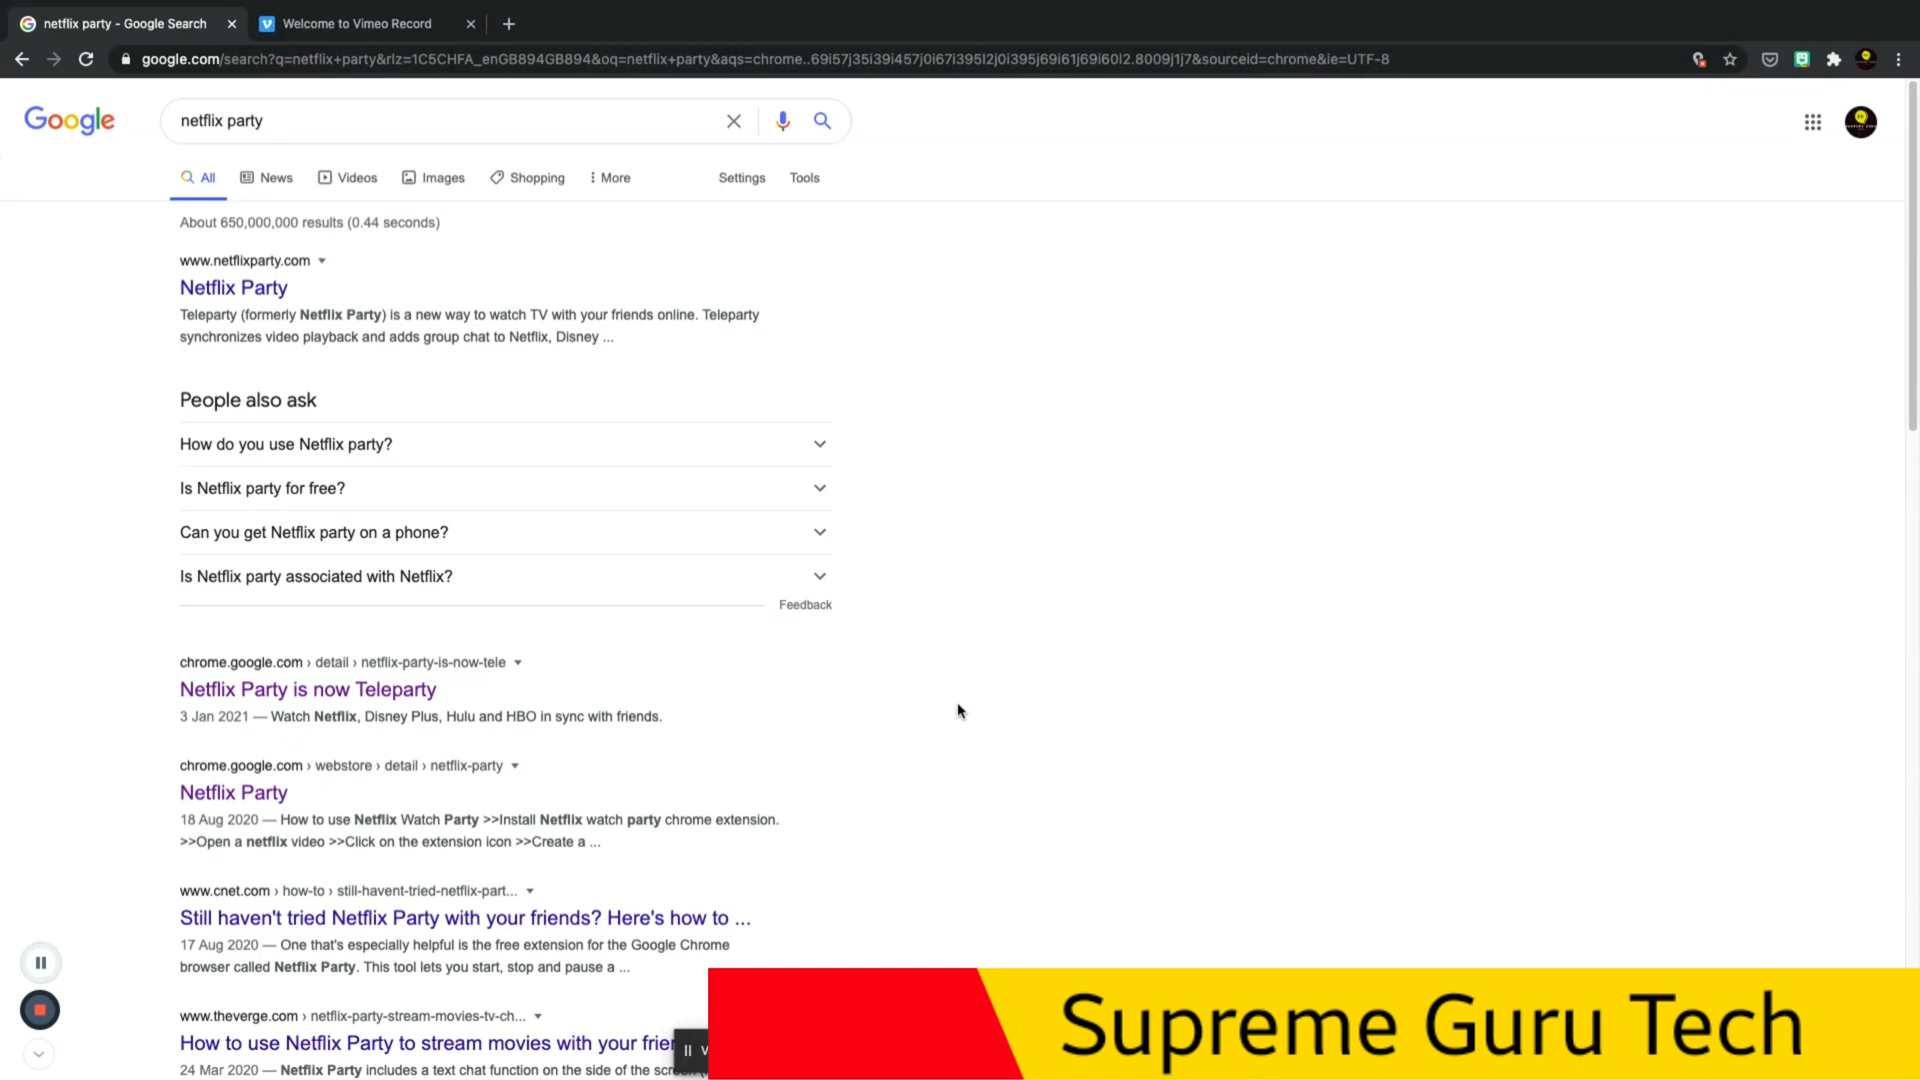 netflix party - Google Search
Welcome to Vimeo Record
google.com/search?q=netflix+party&rlz=1C5CHFA_enGB894GB894&oq=netflix+party&aqs=chrome..69i57j35i39i457j0i67i395l2j0i395j69i61j69i60l2.8009j1j7&sourceid=chrome&ie=UTF-8
Google
netflix party
All News Videos Images Shopping More Settings Tools
About 650,000,000 results (0.44 seconds)
www.netflixparty.com
Netflix Party
Teleparty (formerly Netflix Party) is a new way to watch TV with your friends online. Teleparty
synchronizes video playback and adds group chat to Netflix, Disney ...
People also ask
How do you use Netflix party?
Is Netflix party for free?
Can you get Netflix party on a phone?
Is Netflix party associated with Netflix?
Feedback
chrome.google.com › detail › netflix-party-is-now-tele
Netflix Party is now Teleparty
3 Jan 2021 — Watch Netflix, Disney Plus, Hulu and HBO in sync with friends.
chrome.google.com › webstore › detail › netflix-party
Netflix Party
18 Aug 2020 — How to use Netflix Watch Party >>Install Netflix watch party chrome extension.
>>Open a netflix video >>Click on the extension icon >>Create a ...
www.cnet.com › how-to › still-havent-tried-netflix-part...
Still haven't tried Netflix Party with your friends? Here's how to ...
17 Aug 2020 — One that's especially helpful is the free extension for the Google Chrome
browser called Netflix Party. This tool lets you start, stop and pause a ...
www.theverge.com › netflix-party-stream-movies-tv-ch...
How to use Netflix Party to stream movies with your frie
24 Mar 2020 — Netflix Party includes a text chat function on the side of the
Supreme Guru Tech